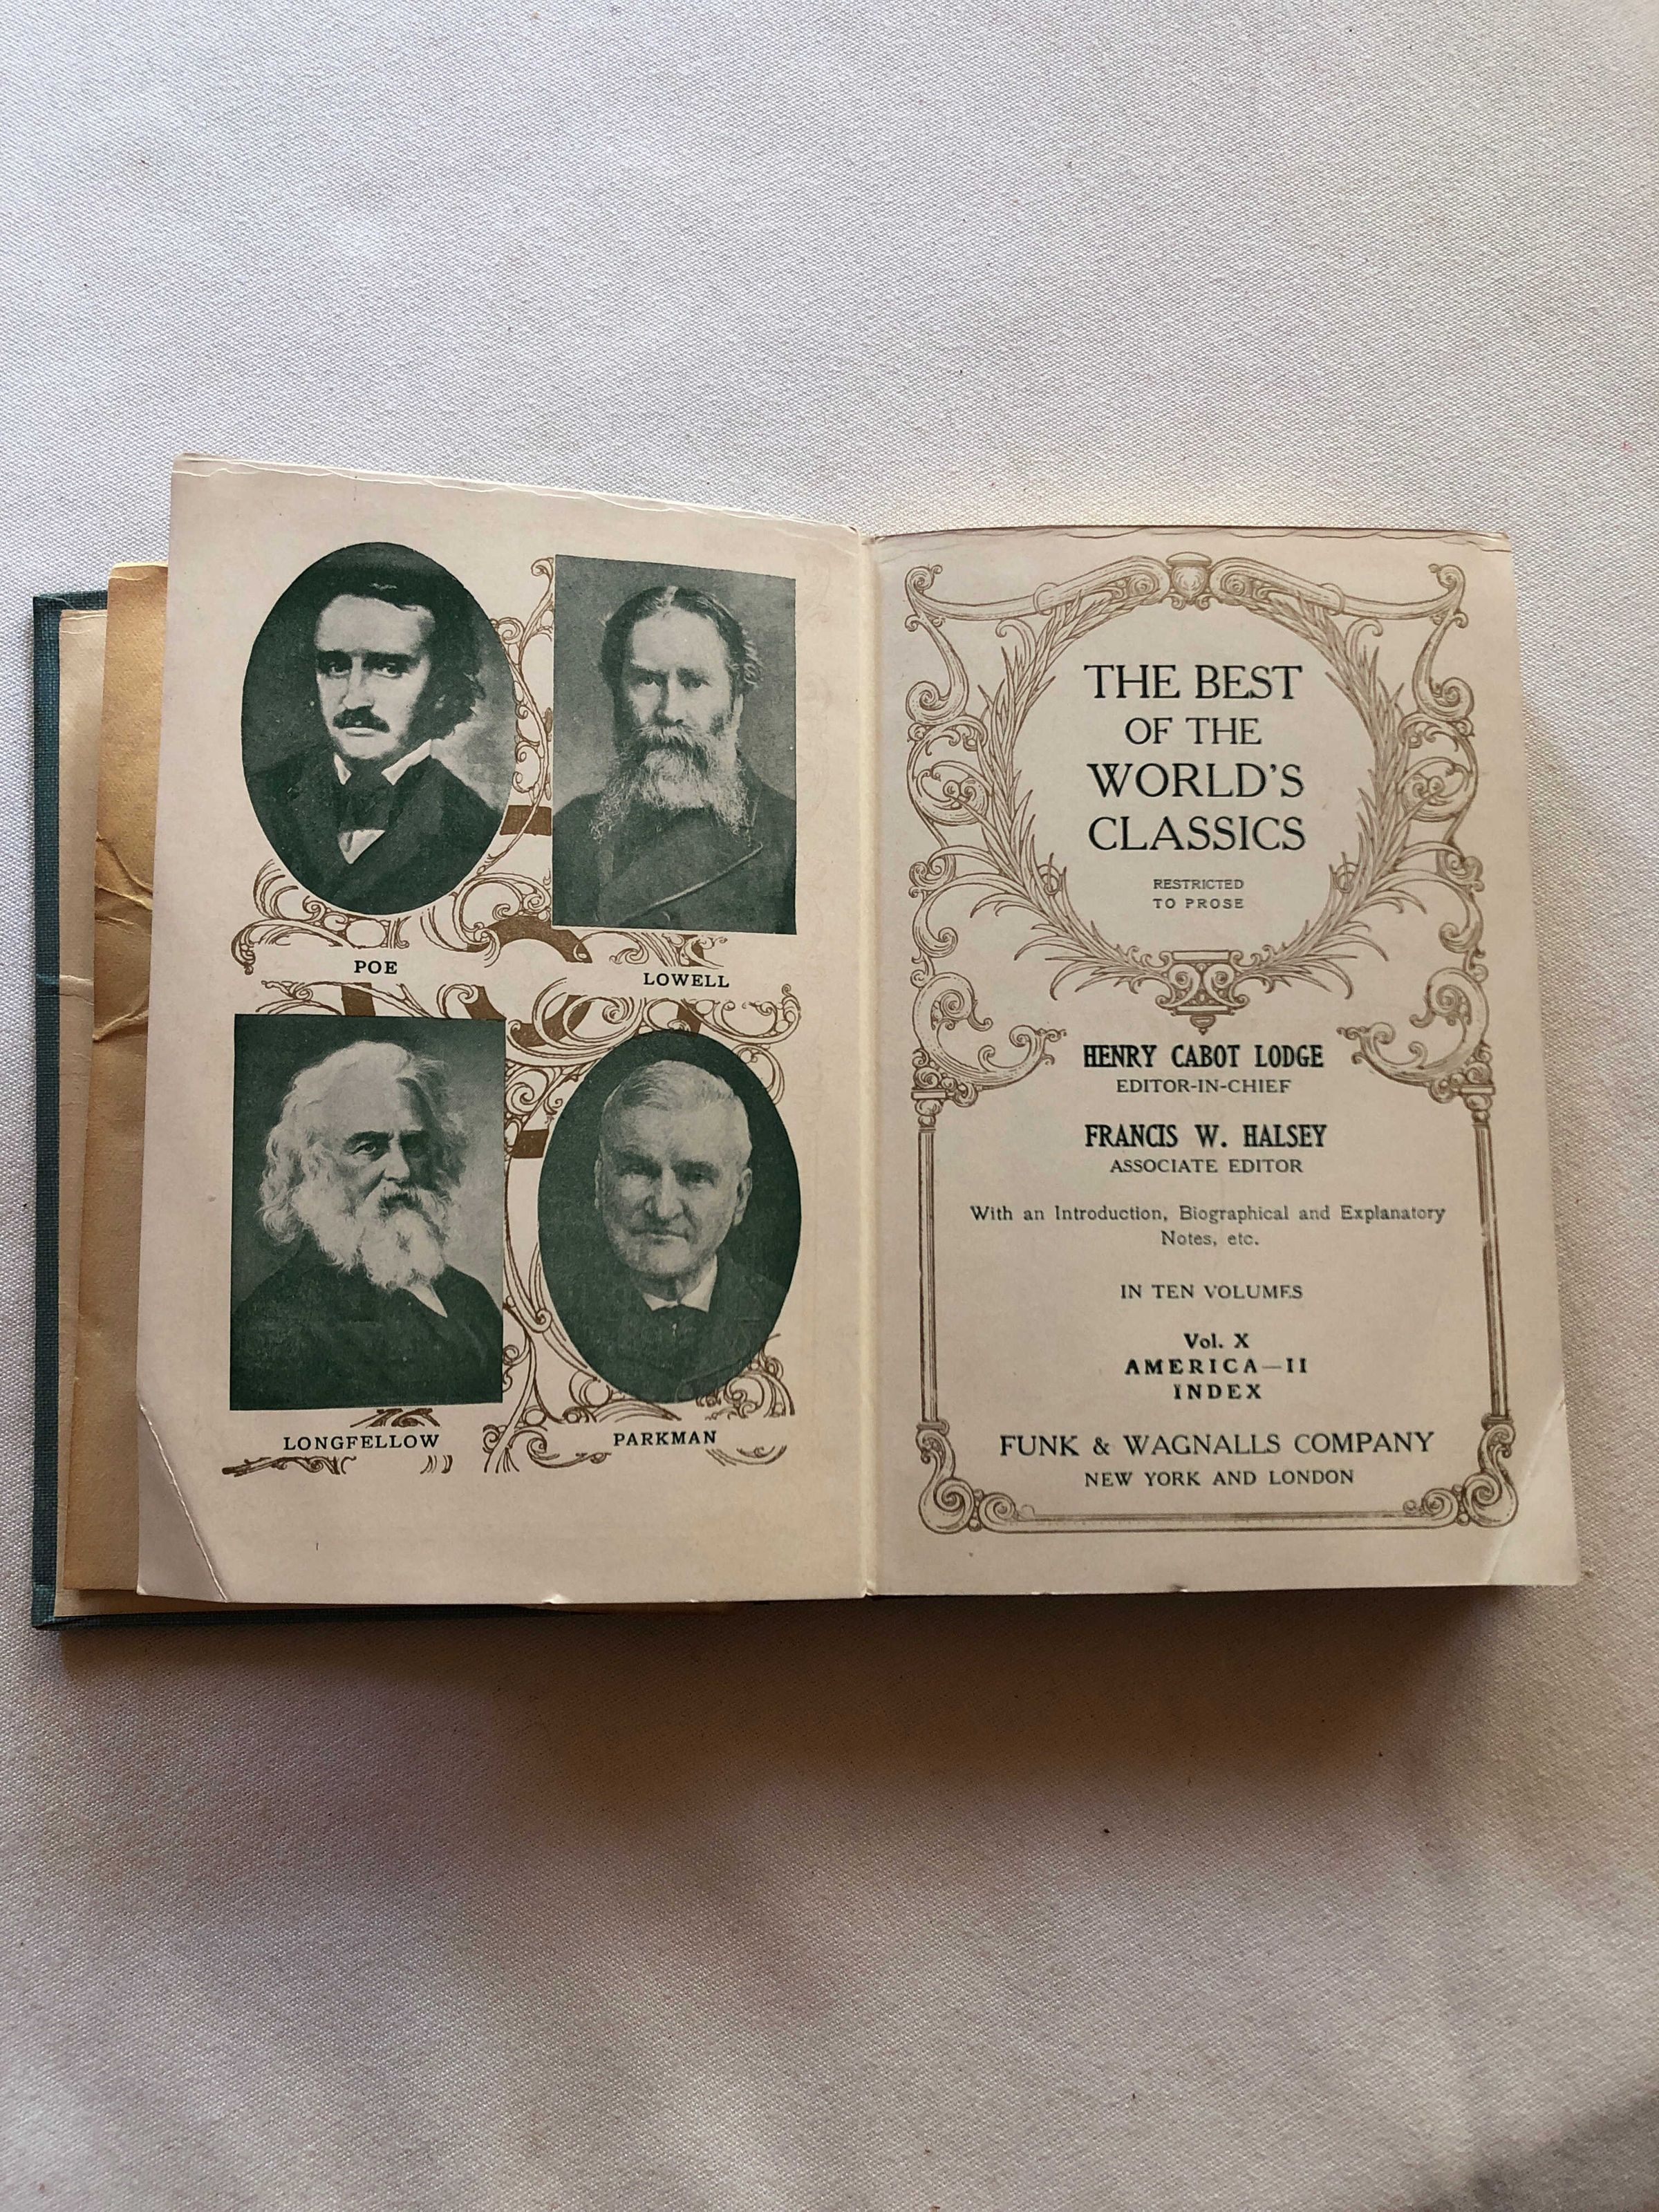 POE
LOWELL
LONGFELLOW
PARKMAN
THE BEST
OF THE
WORLD'S
CLASSICS
RESTRICTED
TO PROSE
HENRY CABOT LODGE
EDITOR-IN-CHIEF
FRANCIS W. HALSEY
ASSOCIATE EDITOR
With an Introduction, Biographical and Explanatory
Notes, etc.
IN TEN VOLUMES
Vol. X
AMERICA—II
INDEX
FUNK & WAGNALLS COMPANY
NEW YORK AND LONDON